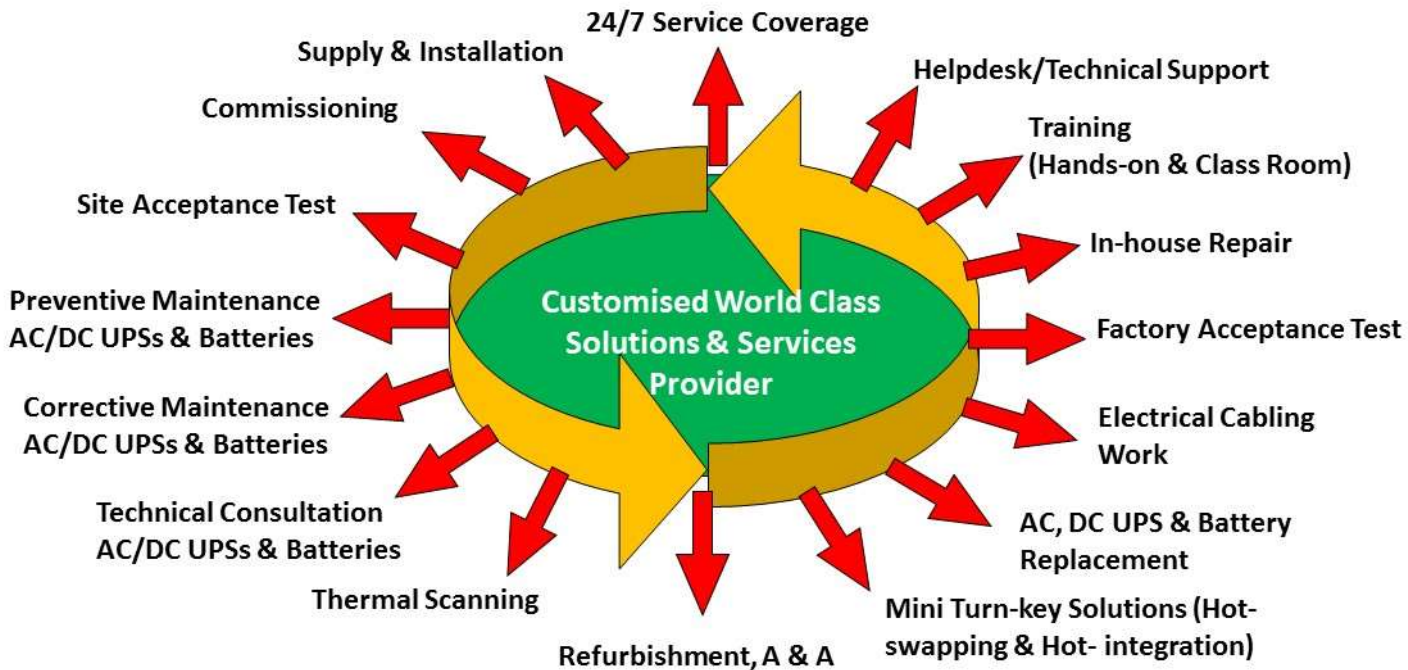 24/7 Service Coverage
Supply & Installation
Helpdesk/Technical Support
Commissioning
Training
(Hands-on & Class Room)
Site Acceptance Test
In-house Repair
Preventive Maintenance
AC/DC UPSs & Batteries
Customised World Class
Solutions & Services
Provider
Factory Acceptance Test
Corrective Maintenance
AC/DC UPSs & Batteries
Electrical Cabling
Work
Technical Consultation
AC/DC UPSs & Batteries
AC, DC UPS & Battery
Replacement
Thermal Scanning
Mini Turn-key Solutions (Hot-
swapping & Hot- integration)
Refurbishment, A & A